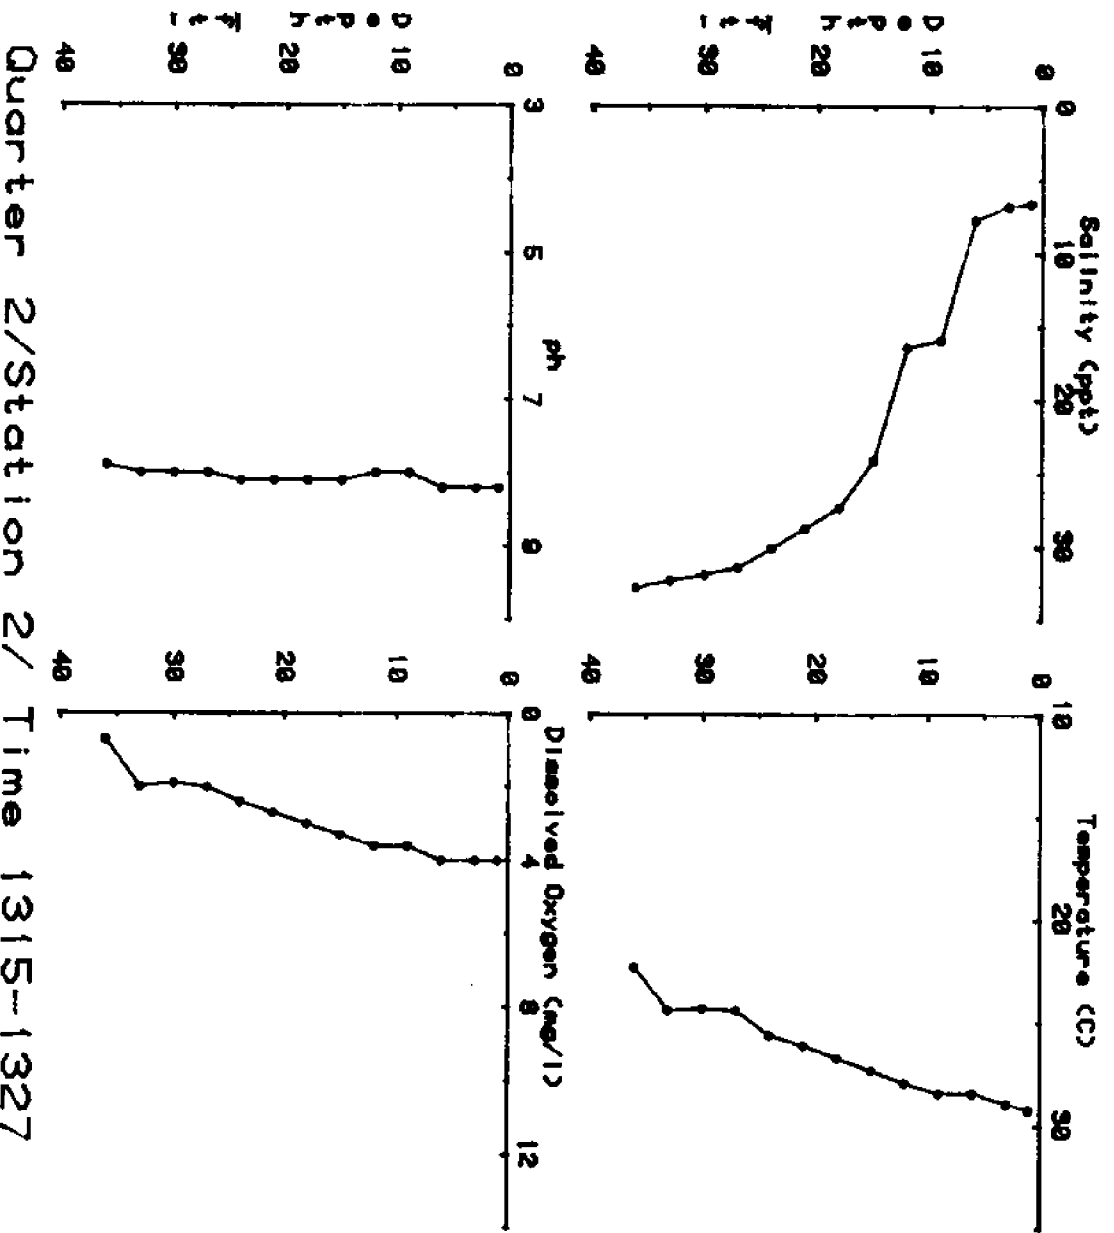 Salinity (ppt)
0 10 20 30
Temperature (C)
10 20 30
Depth
Ft
0
10
20
30
40
0
10
20
30
40
ph
3 5 7 9
Dissolved Oxygen (mg/l)
0 4 8 12
Depth
Ft
0
10
20
30
40
0
10
20
30
40
Quarter 2/Station 2/ Time 1315-1327